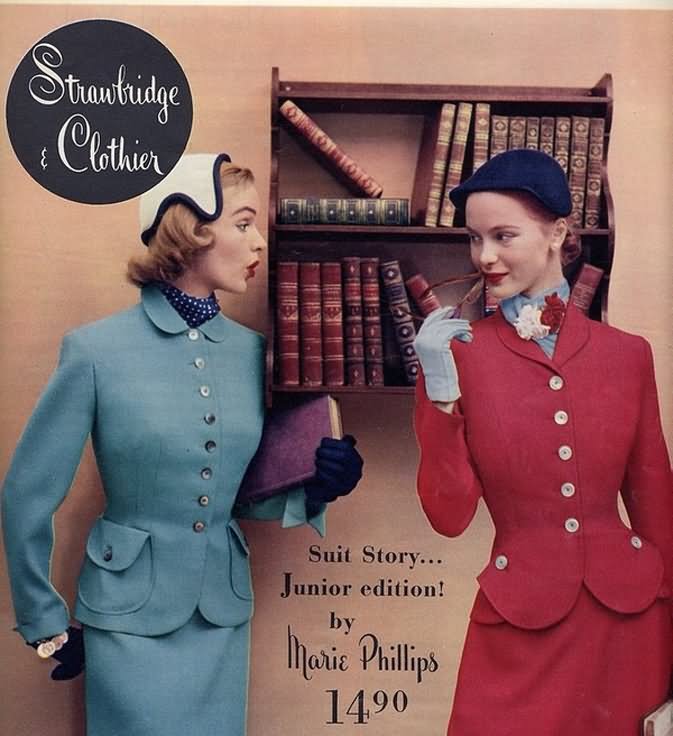 Strawbridge
& Clothier
Suit Story...
Junior edition!
by
Marie Phillips
14 90